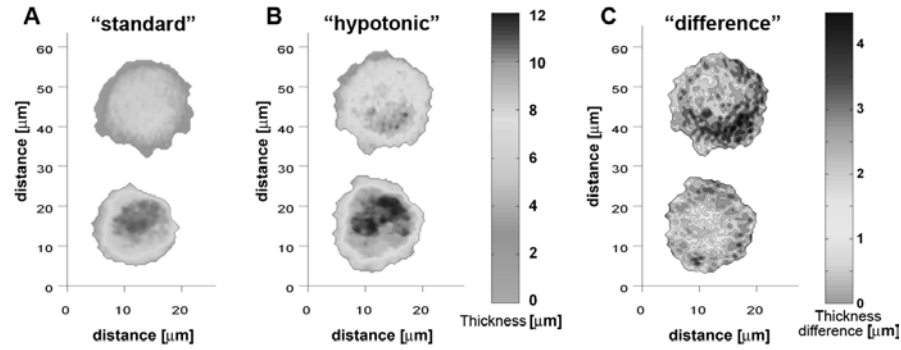 A "standard"
distance [µm]
60
50
40
30
20
10
0
0 10 20
distance [µm]
B "hypotonic"
distance [µm]
60
50
40
30
20
10
0
0 10 20
distance [µm]
12
10
8
6
4
2
0
Thickness [µm]
C "difference"
distance [µm]
60
50
40
30
20
10
0
0 10 20
distance [µm]
4
3
2
1
0
Thickness
difference [µm]